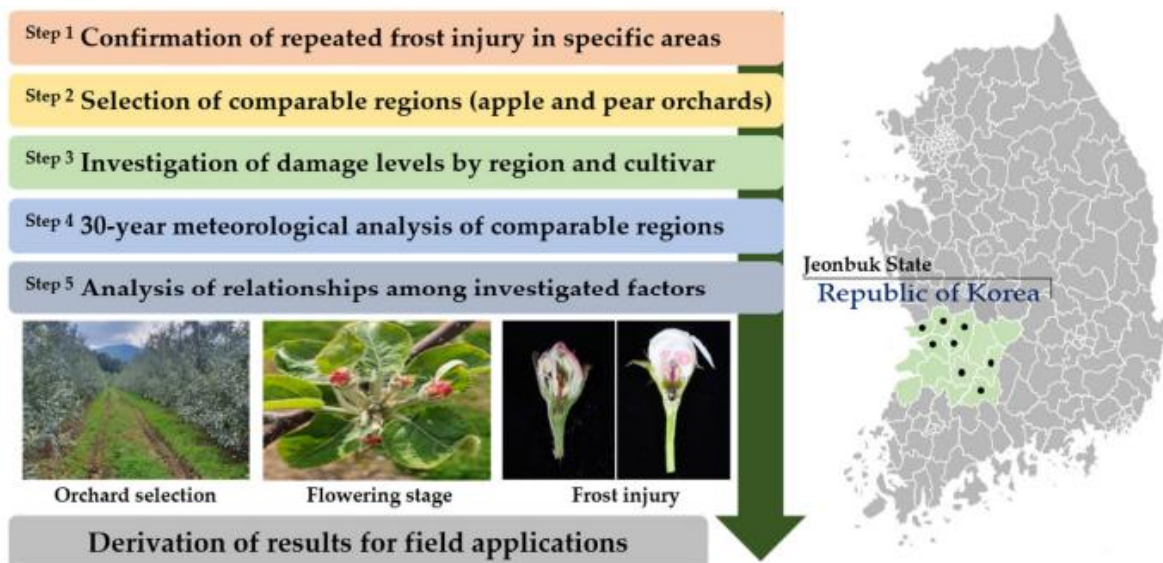 Step 1 Confirmation of repeated frost injury in specific areas
Step 2 Selection of comparable regions (apple and pear orchards)
Step 3 Investigation of damage levels by region and cultivar
Step 4 30-year meteorological analysis of comparable regions
Step 5 Analysis of relationships among investigated factors
Orchard selection
Flowering stage
Frost injury
Derivation of results for field applications
Jeonbuk State
Republic of Korea